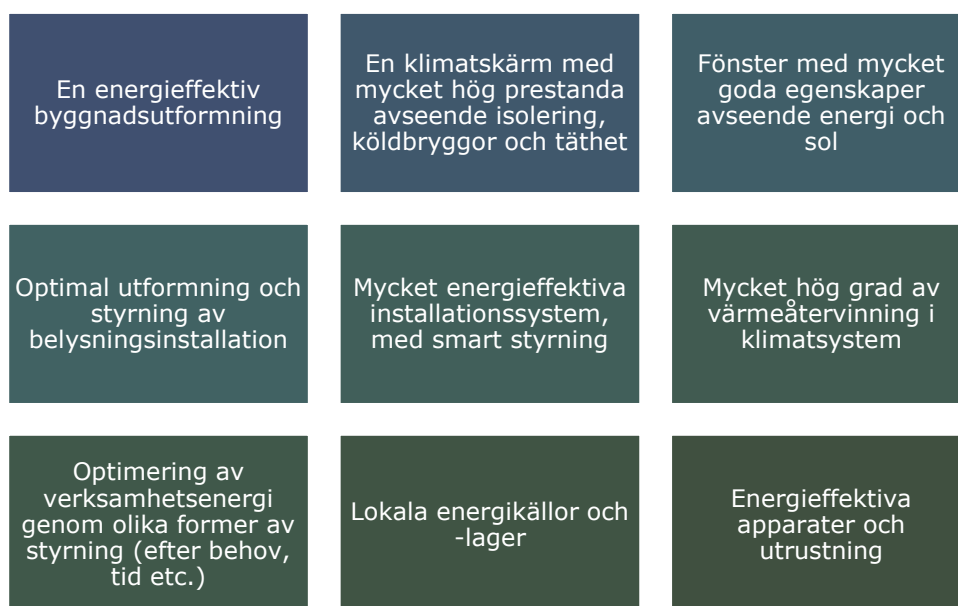 En energieffektiv
byggnadsutformning
En klimatskärm med
mycket hög prestanda
avseende isolering,
köldbryggor och täthet
Fönster med mycket
goda egenskaper
avseende energi och
sol
Optimal utformning och
styrning av
belysningsinstallation
Mycket energieffektiva
installationssystem,
med smart styrning
Mycket hög grad av
värmeåtervinning i
klimatsystem
Optimering av
verksamhetsenergi
genom olika former av
styrning (efter behov,
tid etc.)
Lokala energikällor och
-lager
Energieffektiva
apparater och
utrustning